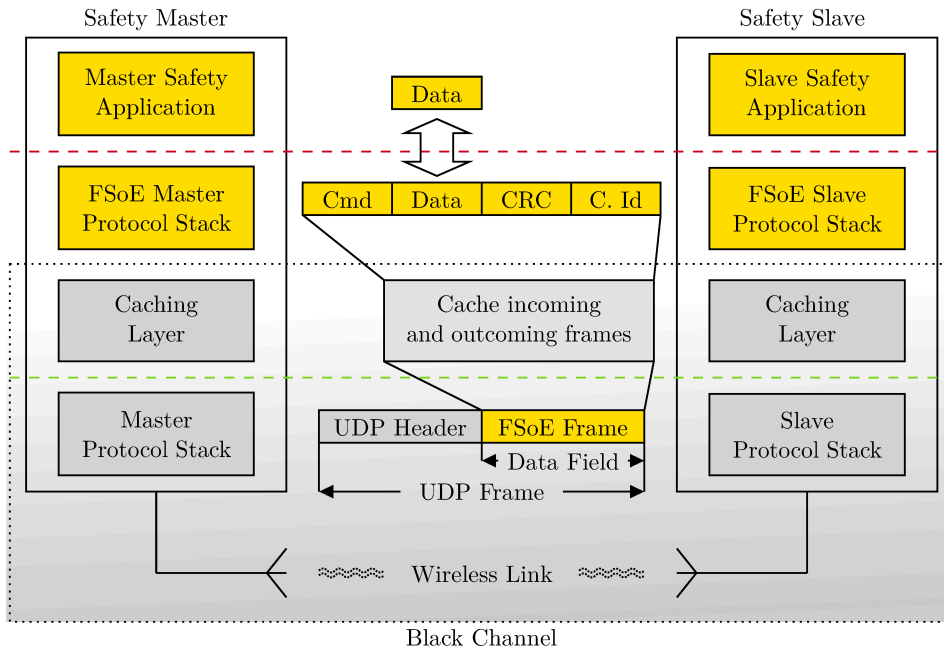 Safety Master
Safety Slave
Master Safety
Application
Data
Slave Safety
Application
FSoE Master
Protocol Stack
Cmd
Data
CRC
C. Id
FSoE Slave
Protocol Stack
Caching
Layer
Cache incoming
and outcoming frames
Caching
Layer
Master
Protocol Stack
UDP Header
FSoE Frame
Data Field
UDP Frame
Slave
Protocol Stack
Wireless Link
Black Channel